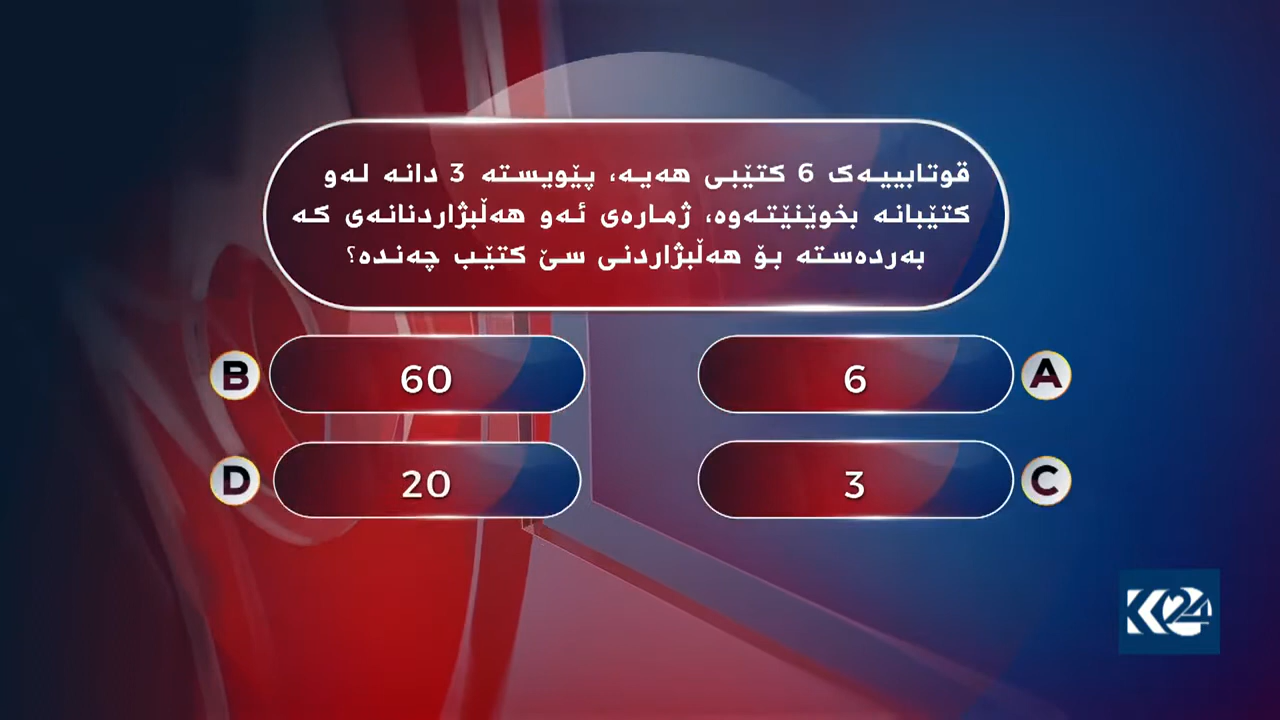 قوتابییەک 6 کتێبی هەیە، پێویستە 3 دانە لەو
کتێبانە بخوێنێتەوە، ژمارەی ئەو هەڵبژاردنانەی کە
بەردەستە بۆ هەڵبژاردنی سێ کتێب چەندە؟
A 6
B 60
C 3
D 20
K24